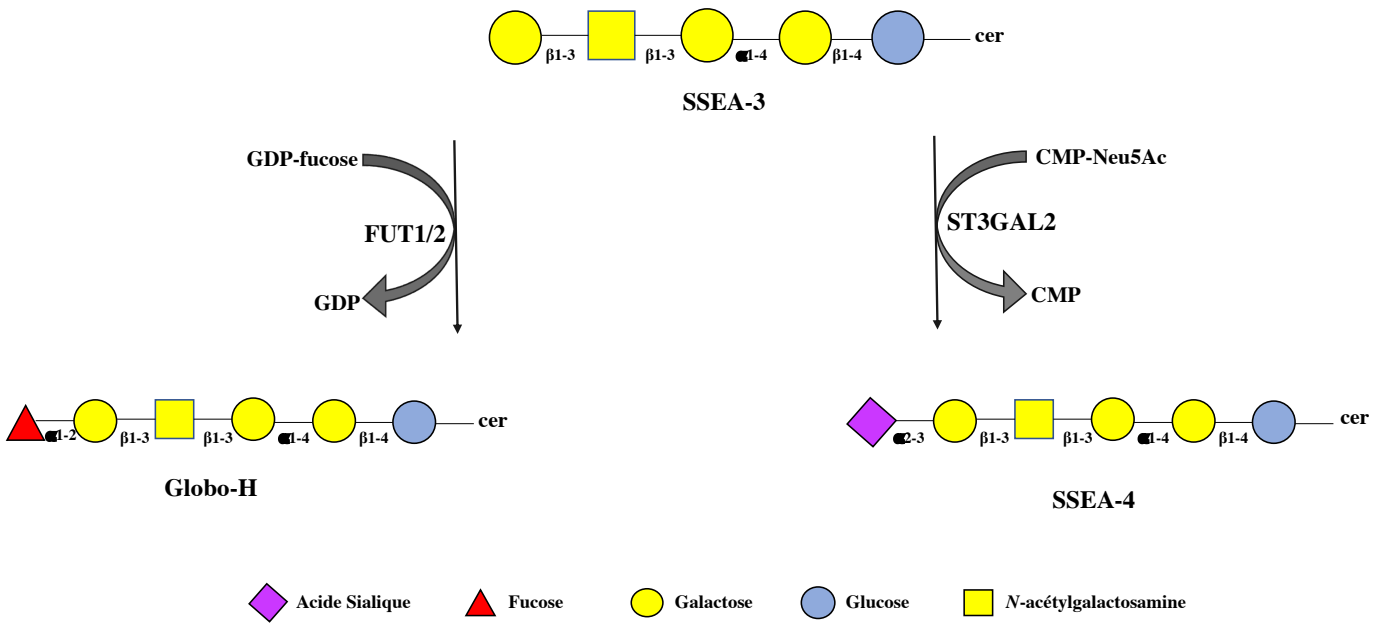 cer
β1-3 β1-3 α1-4 β1-4
SSEA-3
GDP-fucose CMP-Neu5Ac
FUT1/2 ST3GAL2
GDP CMP
cer cer
α1-2 β1-3 β1-3 α1-4 β1-4 α2-3 β1-3 β1-3 α1-4 β1-4
Globo-H SSEA-4
Acide Sialique Fucose Galactose Glucose N-acétylgalactosamine